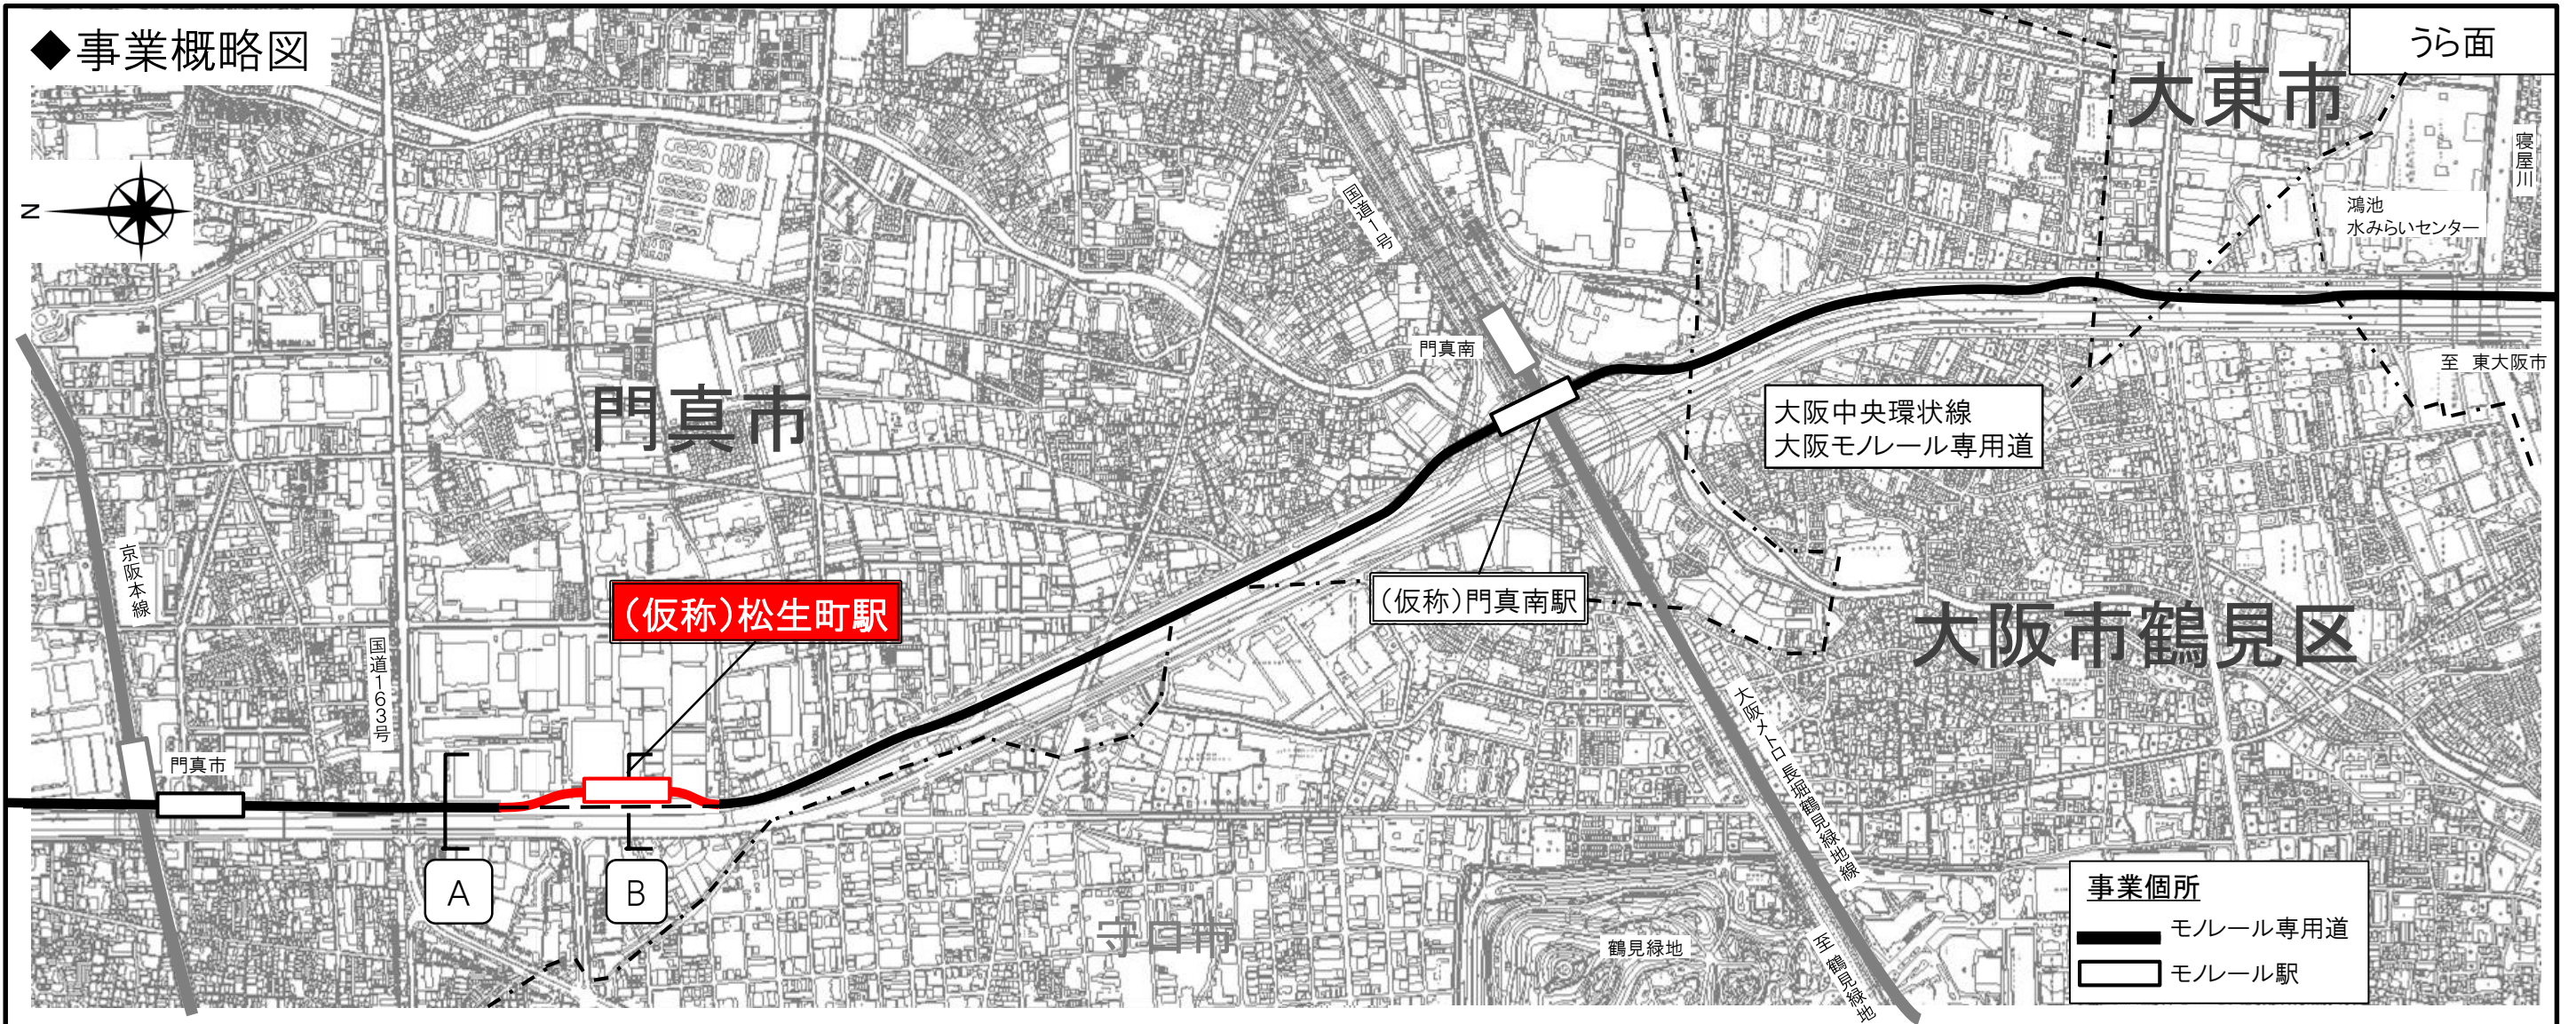 ◆事業概略図
うら面
大東市
寝屋川
鴻池
水みらいセンター
N
国道1号
門真南
至 東大阪市
門真市
大阪中央環状線
大阪モノレール専用道
京阪本線
(仮称)松生町駅
(仮称)門真南駅
大阪市鶴見区
国道163号
門真市
大阪メトロ 長堀鶴見緑地線
A
B
守口市
鶴見緑地
至 鶴見緑地
事業個所
モノレール専用道
モノレール駅